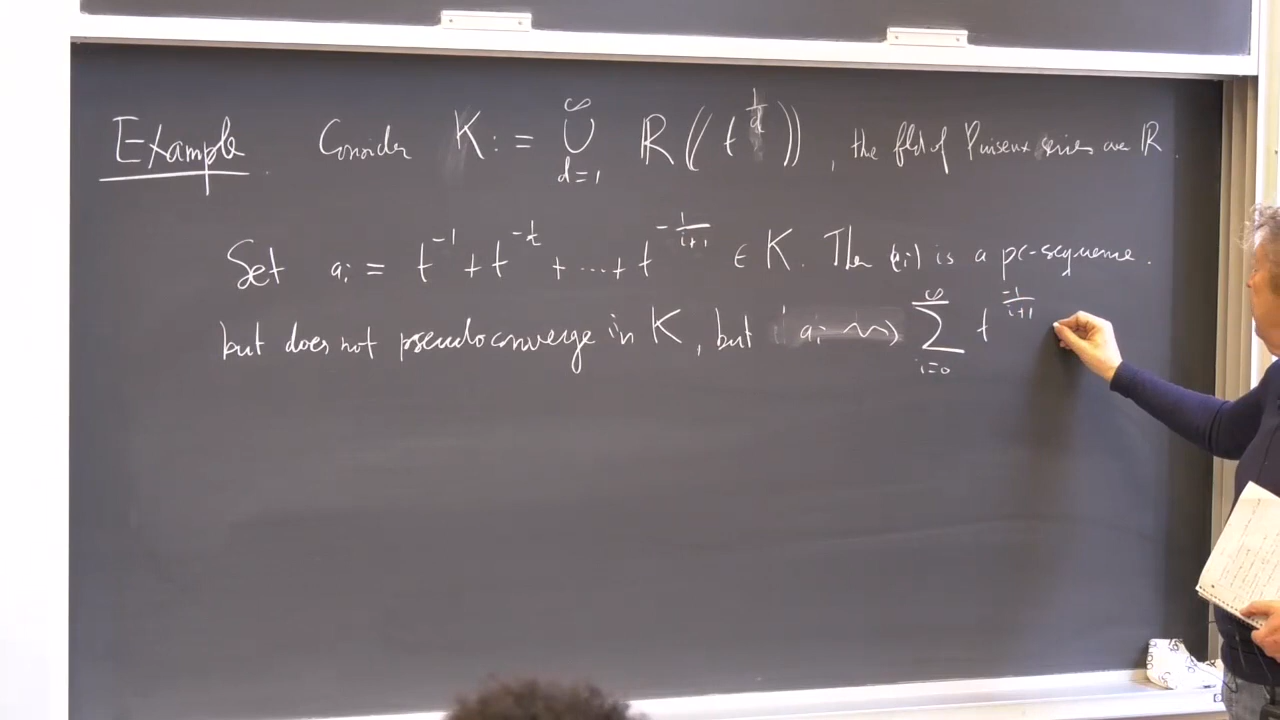 Example. Consider K := ∞ ∪ d=1 ℝ((t^{1/d})), the fld of Puiseux series over ℝ.
Set a_i = t^{-1} + t^{-1/2} + ... + t^{-1/(i+1)} ∈ K. Then (a_i) is a pc-sequence.
but does not pseudoconverge in K, but a_i ⇝ ∑_{i=0}^{∞} t^{-1/(i+1)}